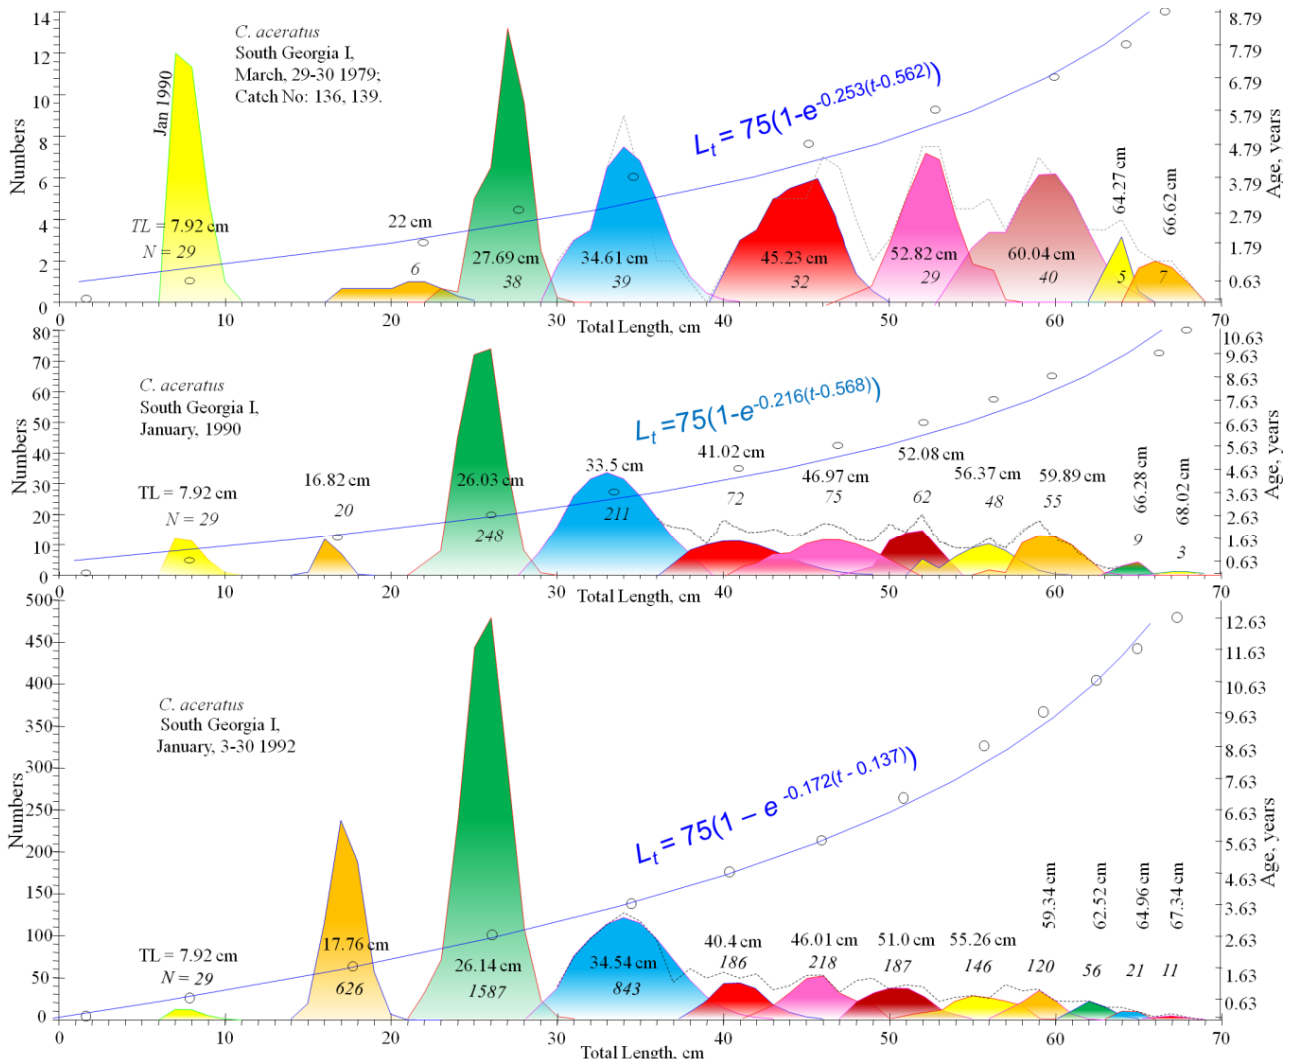 C. aceratus
South Georgia I,
March, 29-30 1979;
Catch No: 136, 139.
Jan 1990
L_t = 75(1-e^-0.253(t-0.562))
Numbers
14
12
10
8
6
4
2
0
TL = 7.92 cm
N = 29
22 cm
6
27.69 cm
38
34.61 cm
39
45.23 cm
32
52.82 cm
29
60.04 cm
40
64.27 cm
5
66.62 cm
7
8.79
7.79
6.79
5.79
4.79
3.79
2.79
1.79
0.63
Age, years
0 10 20 30 40 50 60 70
Total Length, cm
C. aceratus
South Georgia I,
January, 1990
L_t =75(1-e^-0.216(t-0.568))
Numbers
80
70
60
50
40
30
20
10
0
TL = 7.92 cm
N = 29
16.82 cm
20
26.03 cm
248
33.5 cm
211
41.02 cm
72
46.97 cm
75
52.08 cm
62
56.37 cm
48
59.89 cm
55
66.28 cm
9
68.02 cm
3
10.63
9.63
8.63
7.63
6.63
5.63
4.63
3.63
2.63
1.63
0.63
Age, years
0 10 20 30 40 50 60 70
Total Length, cm
C. aceratus
South Georgia I,
January, 3-30 1992
L_t = 75(1 – e^-0.172(t - 0.137))
Numbers
500
450
400
350
300
250
200
150
100
50
0
TL = 7.92 cm
N = 29
17.76 cm
626
26.14 cm
1587
34.54 cm
843
40.4 cm
186
46.01 cm
218
51.0 cm
187
55.26 cm
146
59.34 cm
120
62.52 cm
56
64.96 cm
21
67.34 cm
11
12.63
11.63
10.63
9.63
8.63
7.63
6.63
5.63
4.63
3.63
2.63
1.63
0.63
Age, years
0 10 20 30 40 50 60 70
Total Length, cm